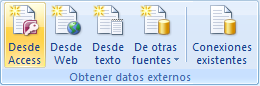 Desde Access
Desde Web
Desde texto
De otras fuentes
Conexiones existentes
Obtener datos externos